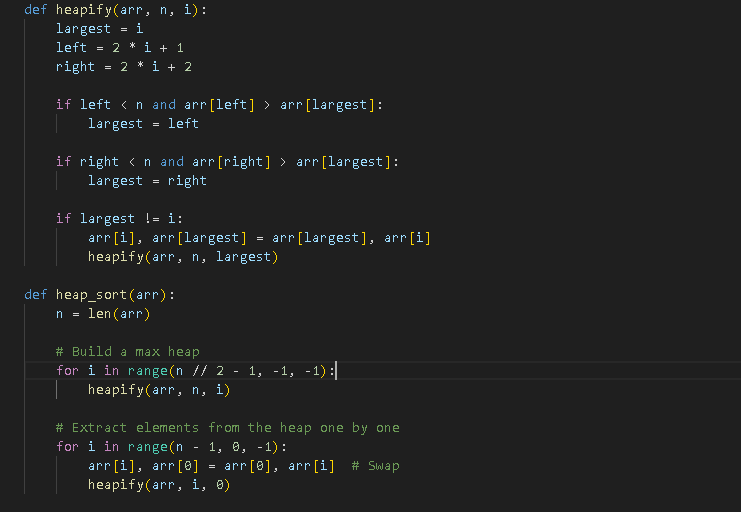 def heapify(arr, n, i):
    largest = i
    left = 2 * i + 1
    right = 2 * i + 2

    if left < n and arr[left] > arr[largest]:
        largest = left

    if right < n and arr[right] > arr[largest]:
        largest = right

    if largest != i:
        arr[i], arr[largest] = arr[largest], arr[i]
        heapify(arr, n, largest)

def heap_sort(arr):
    n = len(arr)

    # Build a max heap
    for i in range(n // 2 - 1, -1, -1):
        heapify(arr, n, i)

    # Extract elements from the heap one by one
    for i in range(n - 1, 0, -1):
        arr[i], arr[0] = arr[0], arr[i]  # Swap
        heapify(arr, i, 0)